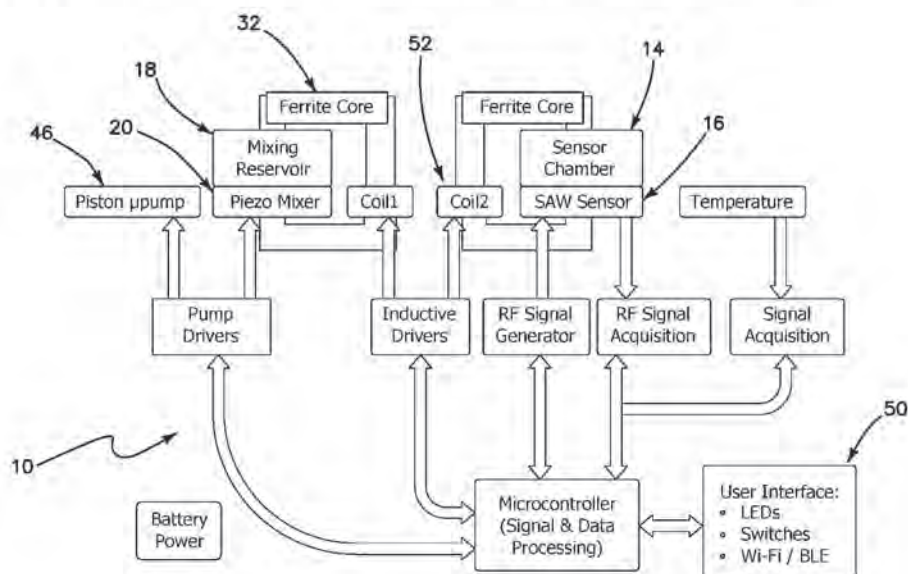 32
52
14
18
Ferrite Core
Ferrite Core
46
20
Mixing
Reservoir
Sensor
Chamber
16
Piston µpump
Piezo Mixer
Coil1
Coil2
SAW Sensor
Temperature
Pump
Drivers
Inductive
Drivers
RF Signal
Generator
RF Signal
Acquisition
Signal
Acquisition
50
10
Battery
Power
Microcontroller
(Signal & Data
Processing)
User Interface:
• LEDs
• Switches
• Wi-Fi / BLE